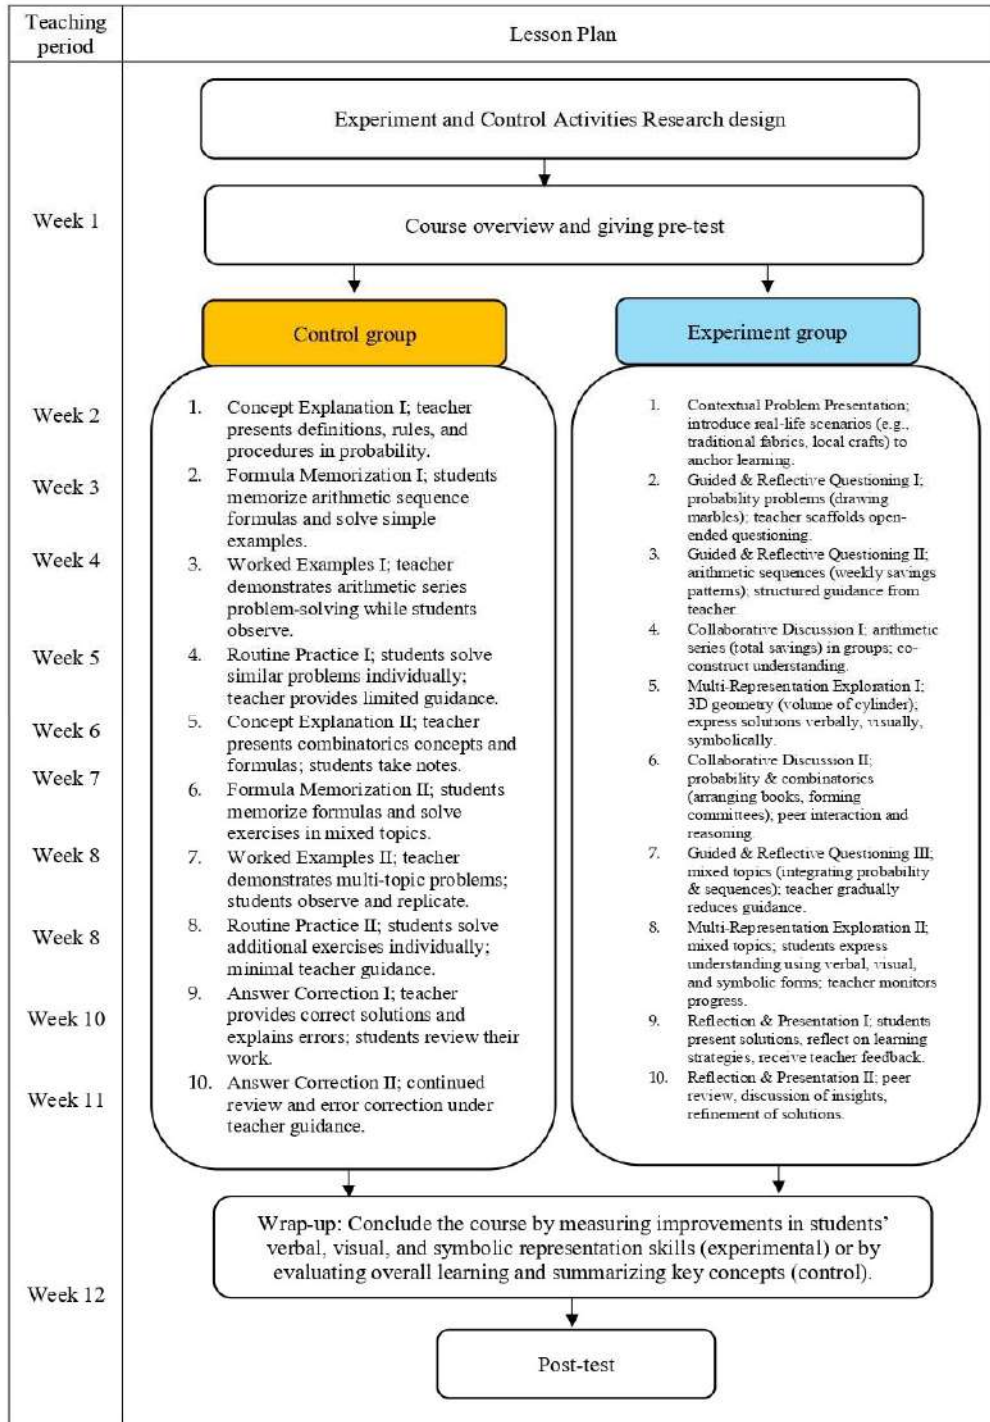 Teaching
period
Lesson Plan
Experiment and Control Activities Research design
Week 1
Course overview and giving pre-test
Control group
Experiment group
Week 2
Week 3
Week 4
Week 5
Week 6
Week 7
Week 8
Week 8
Week 10
Week 11
1. Concept Explanation I; teacher
presents definitions, rules, and
procedures in probability.
2. Formula Memorization I; students
memorize arithmetic sequence
formulas and solve simple
examples.
3. Worked Examples I; teacher
demonstrates arithmetic series
problem-solving while students
observe.
4. Routine Practice I; students solve
similar problems individually;
teacher provides limited guidance.
5. Concept Explanation II; teacher
presents combinatorics concepts and
formulas; students take notes.
6. Formula Memorization II; students
memorize formulas and solve
exercises in mixed topics.
7. Worked Examples II; teacher
demonstrates multi-topic problems;
students observe and replicate.
8. Routine Practice II; students solve
additional exercises individually;
minimal teacher guidance.
9. Answer Correction I; teacher
provides correct solutions and
explains errors; students review their
work.
10. Answer Correction II; continued
review and error correction under
teacher guidance.
1. Contextual Problem Presentation;
introduce real-life scenarios (e.g.,
traditional fabrics, local crafts) to
anchor learning.
2. Guided & Reflective Questioning I;
probability problems (drawing
marbles); teacher scaffolds open-
ended questioning.
3. Guided & Reflective Questioning II;
arithmetic sequences (weekly savings
patterns); structured guidance from
teacher.
4. Collaborative Discussion I; arithmetic
series (total savings) in groups; co-
construct understanding.
5. Multi-Representation Exploration I;
3D geometry (volume of cylinder);
express solutions verbally, visually,
symbolically.
6. Collaborative Discussion II;
probability & combinatorics
(arranging books, forming
committees); peer interaction and
reasoning.
7. Guided & Reflective Questioning III;
mixed topics (integrating probability
& sequences); teacher gradually
reduces guidance.
8. Multi-Representation Exploration II;
mixed topics; students express
understanding using verbal, visual,
and symbolic forms; teacher monitors
progress.
9. Reflection & Presentation I; students
present solutions, reflect on learning
strategies, receive teacher feedback.
10. Reflection & Presentation II; peer
review, discussion of insights,
refinement of solutions.
Wrap-up: Conclude the course by measuring improvements in students'
verbal, visual, and symbolic representation skills (experimental) or by
evaluating overall learning and summarizing key concepts (control).
Week 12
Post-test